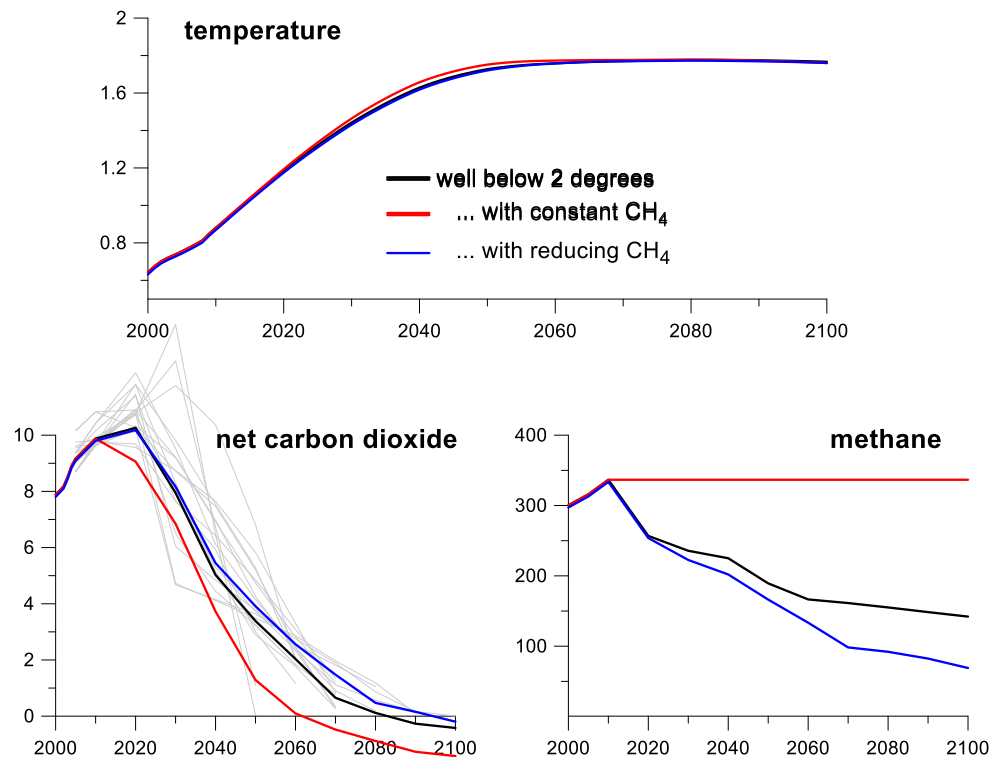 temperature
2
1.6
1.2
0.8
well below 2 degrees
... with constant CH4
... with reducing CH4
2000 2020 2040 2060 2080 2100
net carbon dioxide
10
8
6
4
2
0
2000 2020 2040 2060 2080 2100
methane
400
300
200
100
2000 2020 2040 2060 2080 2100